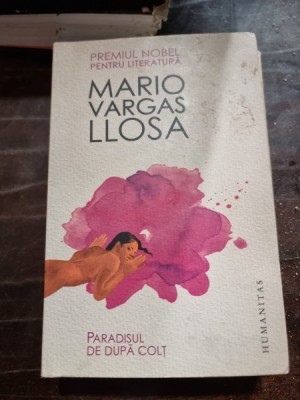 PREMIUL NOBEL
PENTRU LITERATURĂ
MARIO
VARGAS
LLOSA
PARADISUL
DE DUPĂ COLȚ
HUMANITAS